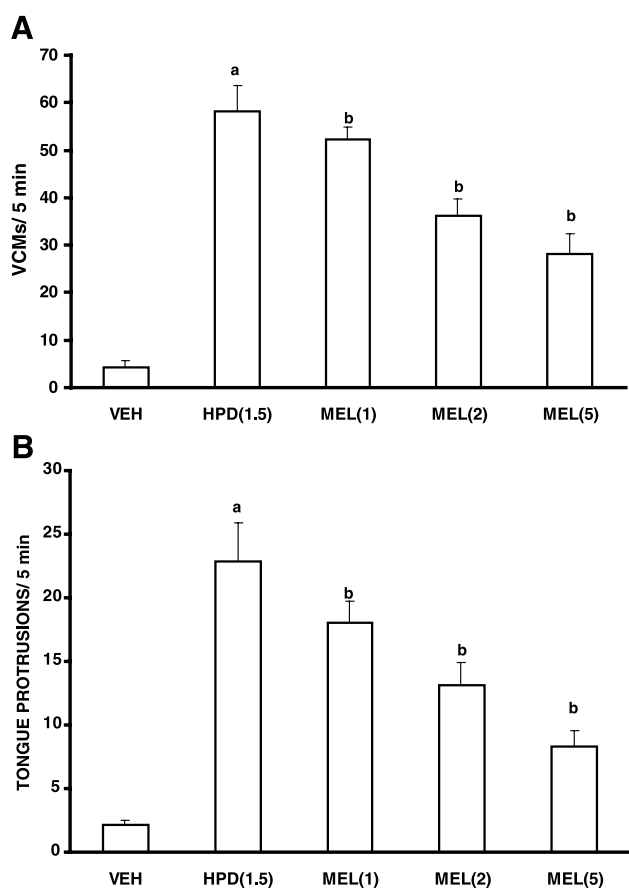 A
VCMs/ 5 min
70
60
50
40
30
20
10
0
a
b
b
b
VEH HPD(1.5) MEL(1) MEL(2) MEL(5)
B
TONGUE PROTRUSIONS/ 5 min
30
25
20
15
10
5
0
a
b
b
b
VEH HPD(1.5) MEL(1) MEL(2) MEL(5)